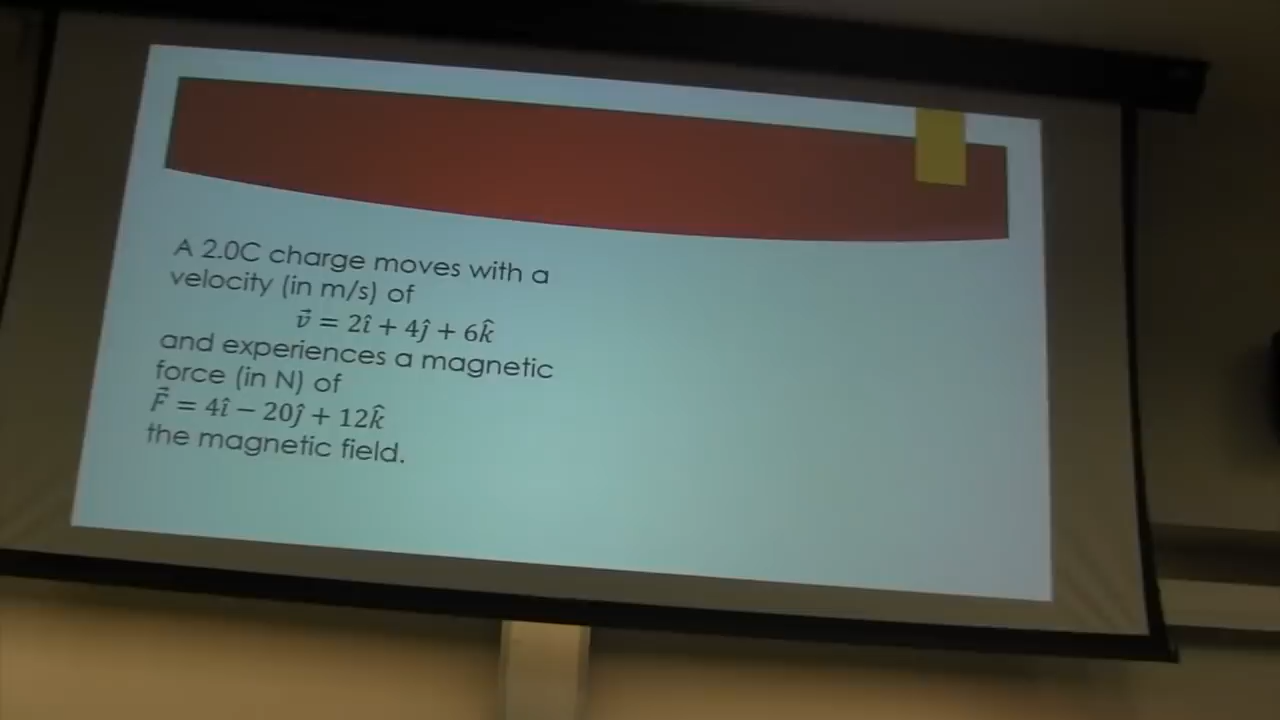 A 2.0C charge moves with a
velocity (in m/s) of
v⃗ = 2î + 4ĵ + 6k̂
and experiences a magnetic
force (in N) of
F⃗ = 4î − 20ĵ + 12k̂
the magnetic field.